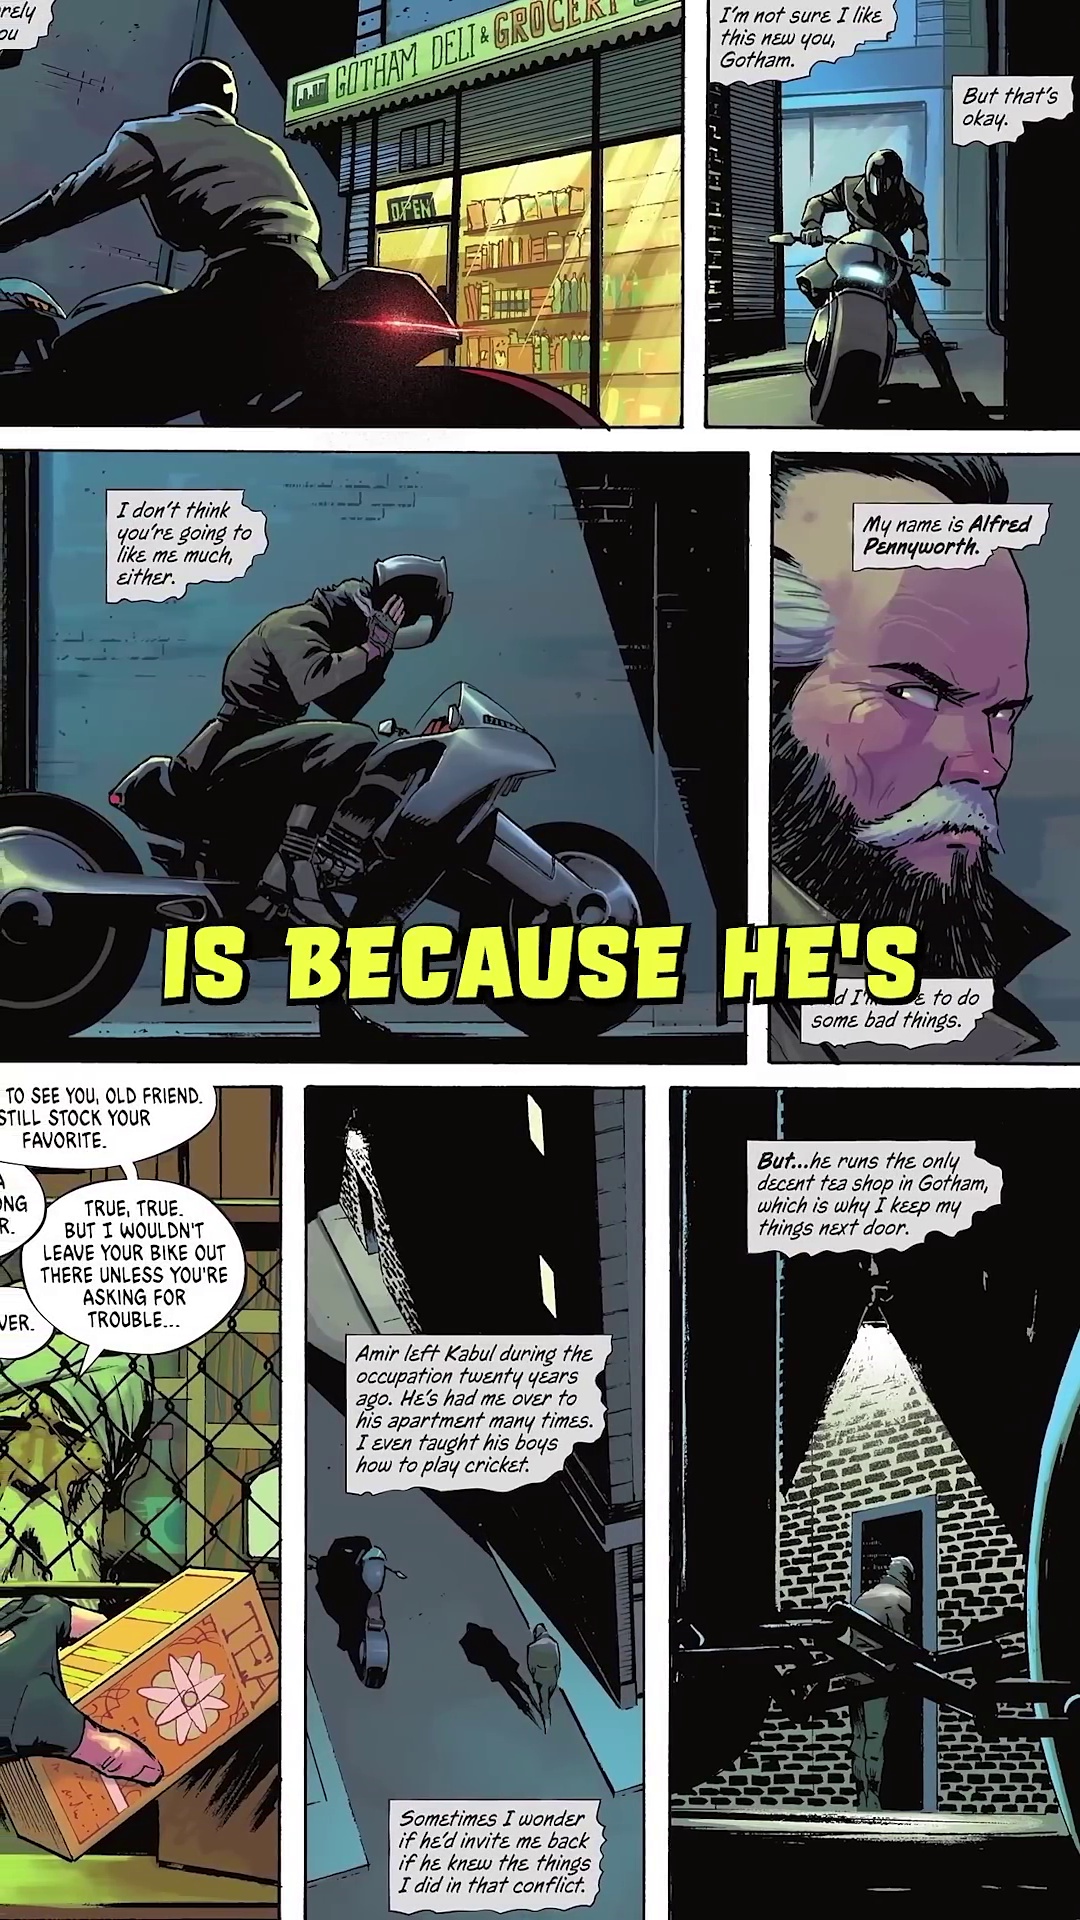 rely
ou
GOTHAM DELI & GROCERY
OPEN
I'm not sure I like
this new you,
Gotham.
But that's
okay.
I don't think
you're going to
like me much,
either.
My name is Alfred
Pennyworth.
IS BECAUSE HE'S
to do
some bad things.
TO SEE YOU, OLD FRIEND.
STILL STOCK YOUR
FAVORITE.
A
ONG
R.
TRUE, TRUE.
BUT I WOULDN'T
LEAVE YOUR BIKE OUT
THERE UNLESS YOU'RE
ASKING FOR
TROUBLE...
VER.
TEA
Amir left Kabul during the
occupation twenty years
ago. He's had me over to
his apartment many times.
I even taught his boys
how to play cricket.
Sometimes I wonder
if he'd invite me back
if he knew the things
I did in that conflict.
But...he runs the only
decent tea shop in Gotham,
which is why I keep my
things next door.